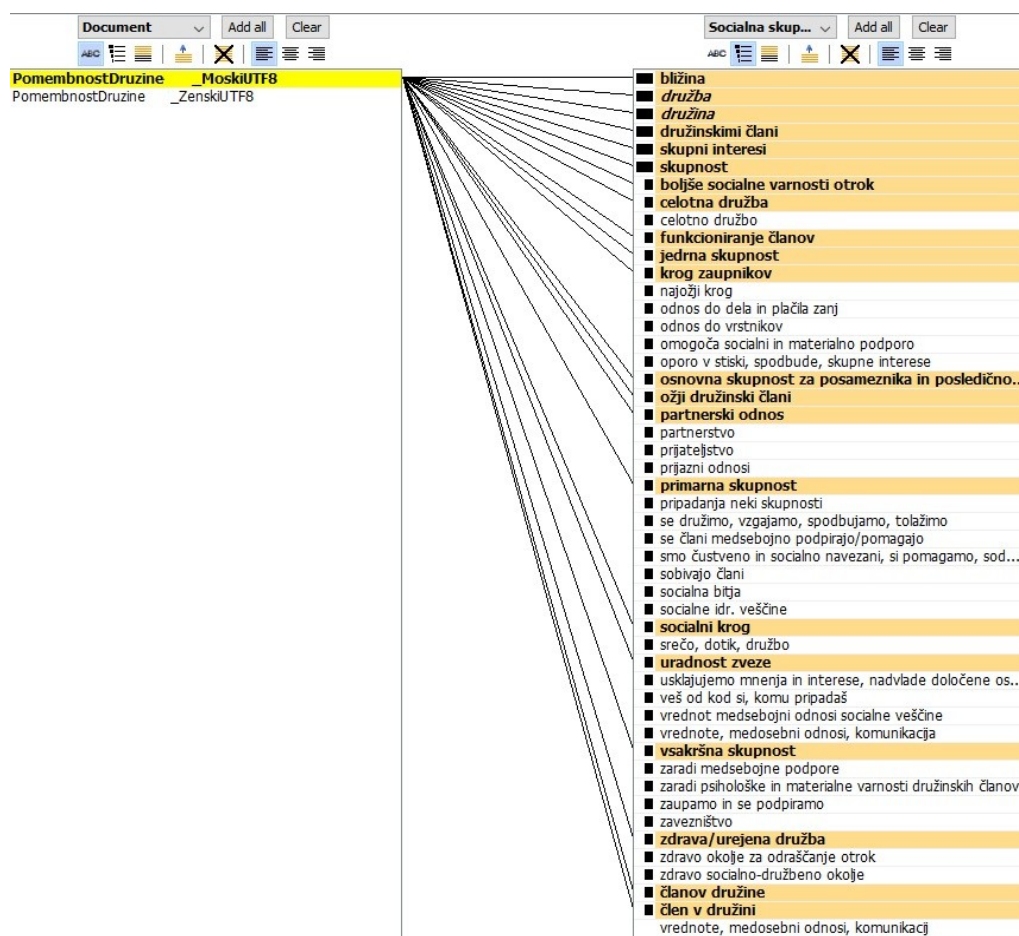 Document Add all Clear
ABC
PomembnostDruzine _MoskiUTF8
PomembnostDruzine _ZenskiUTF8
Socialna skup... Add all Clear
ABC
bližina
družba
družina
družinskimi člani
skupni interesi
skupnost
boljše socialne varnosti otrok
celotna družba
celotno družbo
funkcioniranje članov
jedrna skupnost
krog zaupnikov
najožji krog
odnos do dela in plačila zanj
odnos do vrstnikov
omogoča socialni in materialno podporo
oporo v stiski, spodbude, skupne interese
osnovna skupnost za posameznika in posledično...
ožji družinski člani
partnerski odnos
partnerstvo
prijateljstvo
prijazni odnosi
primarna skupnost
pripadanja neki skupnosti
se družimo, vzgajamo, spodbujamo, tolažimo
se člani medsebojno podpirajo/pomagajo
smo čustveno in socialno navezani, si pomagamo, sod...
sobivajo člani
socialna bitja
socialne idr. veščine
socialni krog
srečo, dotik, družbo
uradnost zveze
usklajujemo mnenja in interese, nadvlade določene os...
veš od kod si, komu pripadaš
vrednot medsebojni odnosi socialne veščine
vrednote, medosebni odnosi, komunikacija
vsakršna skupnost
zaradi medsebojne podpore
zaradi psihološke in materialne varnosti družinskih članov
zaupamo in se podpiramo
zavezništvo
zdrava/urejena družba
zdravo okolje za odraščanje otrok
zdravo socialno-družbeno okolje
članov družine
člen v družini
vrednote, medosebni odnosi, komunikacij